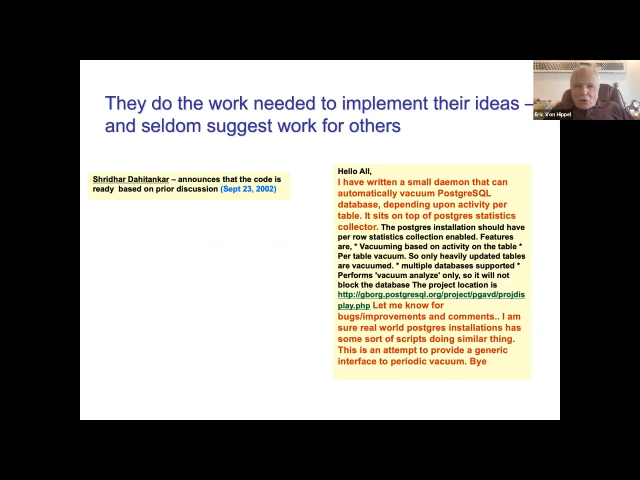 They do the work needed to implement their ideas –
and seldom suggest work for others
Eric Von Hippel
Shridhar Dahitankar – announces that the code is
ready based on prior discussion (Sept 23, 2002)
Hello All,
I have written a small daemon that can
automatically vacuum PostgreSQL
database, depending upon activity per
table. It sits on top of postgres statistics
collector. The postgres installation should have
per row statistics collection enabled. Features
are, * Vacuuming based on activity on the table *
Per table vacuum. So only heavily updated tables
are vacuumed. * multiple databases supported *
Performs 'vacuum analyze' only, so it will not
block the database The project location is
http://gborg.postgresql.org/project/pgavd/projdis
play.php Let me know for
bugs/improvements and comments.. I am
sure real world postgres installations has
some sort of scripts doing similar thing.
This is an attempt to provide a generic
interface to periodic vacuum. Bye